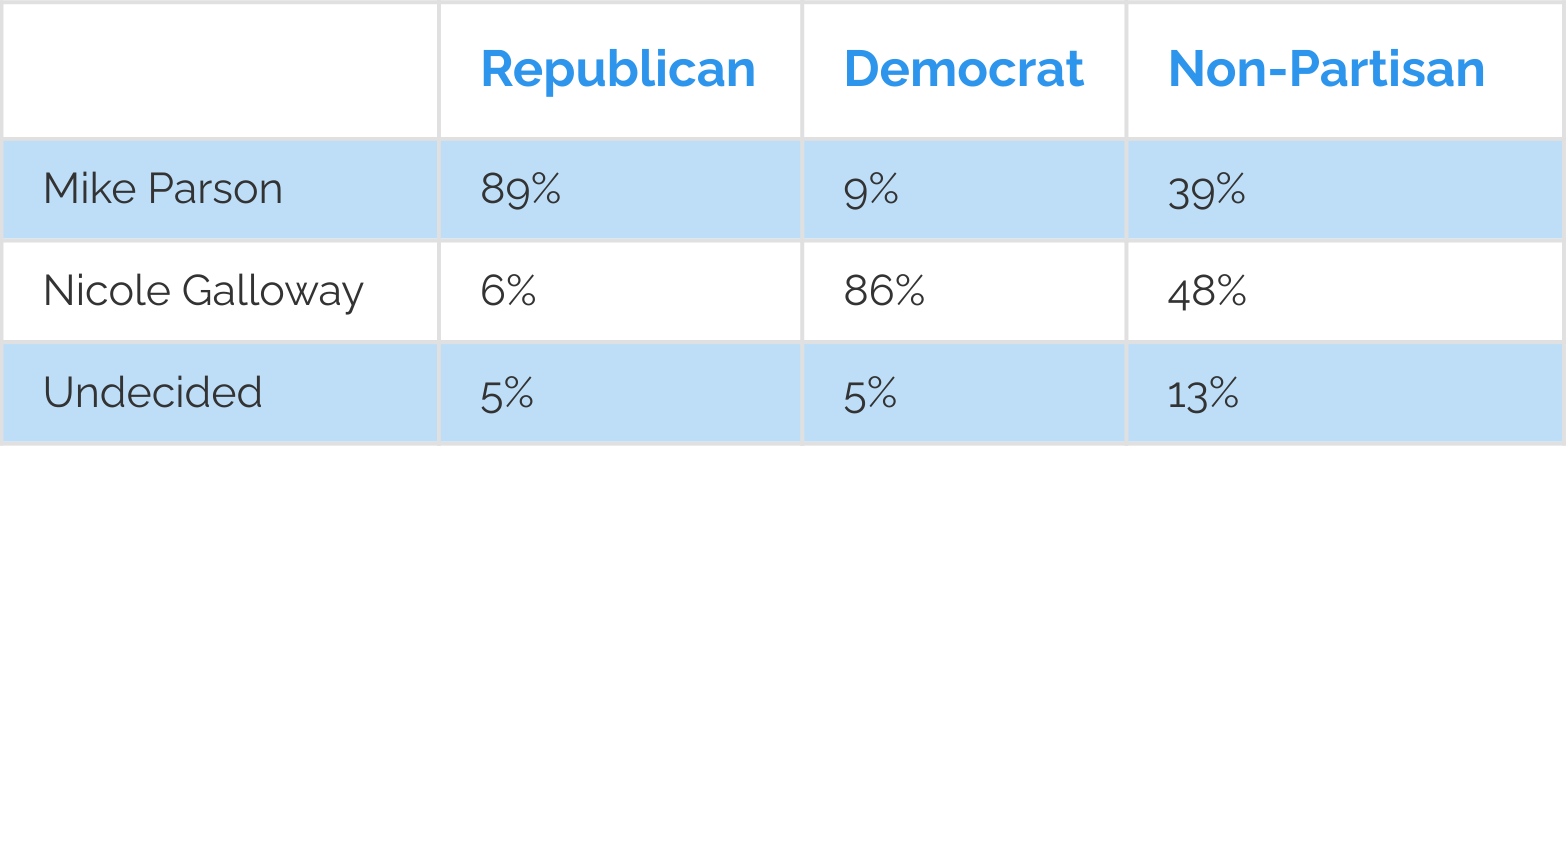 Republican Democrat Non-Partisan
Mike Parson 89% 9% 39%
Nicole Galloway 6% 86% 48%
Undecided 5% 5% 13%